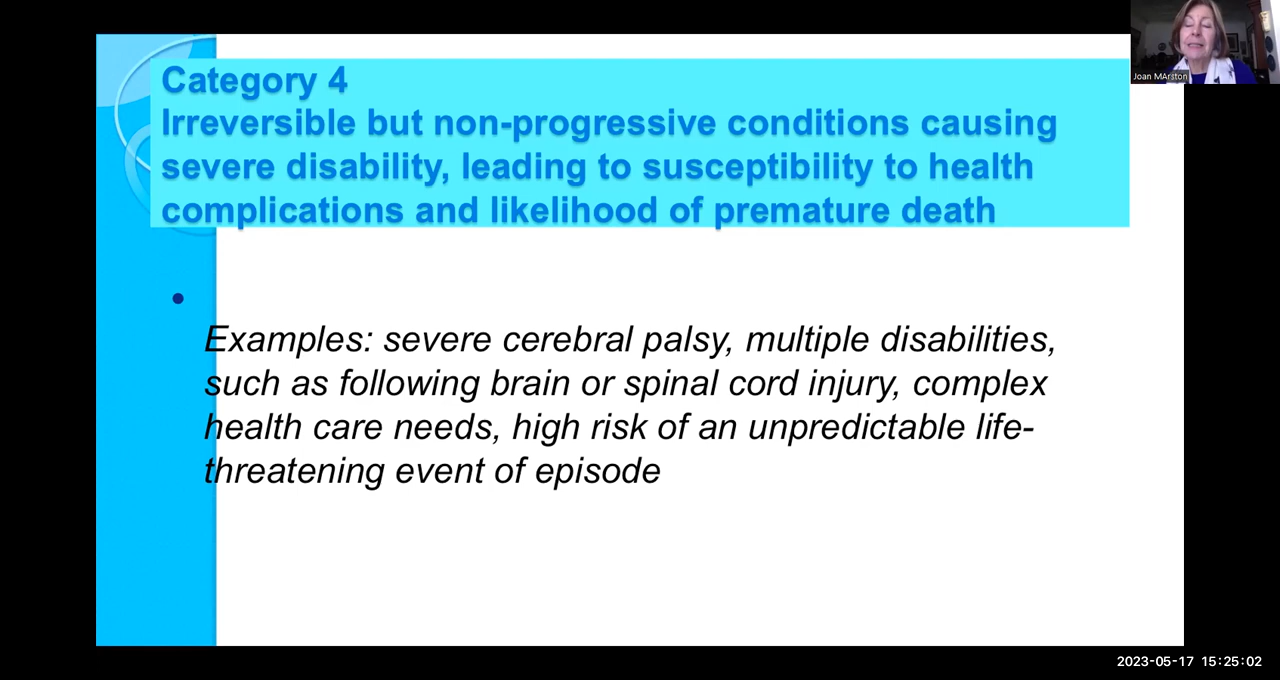 Joan MArston
Category 4
Irreversible but non-progressive conditions causing
severe disability, leading to susceptibility to health
complications and likelihood of premature death
Examples: severe cerebral palsy, multiple disabilities,
such as following brain or spinal cord injury, complex
health care needs, high risk of an unpredictable life-
threatening event of episode
2023-05-17 15:25:02